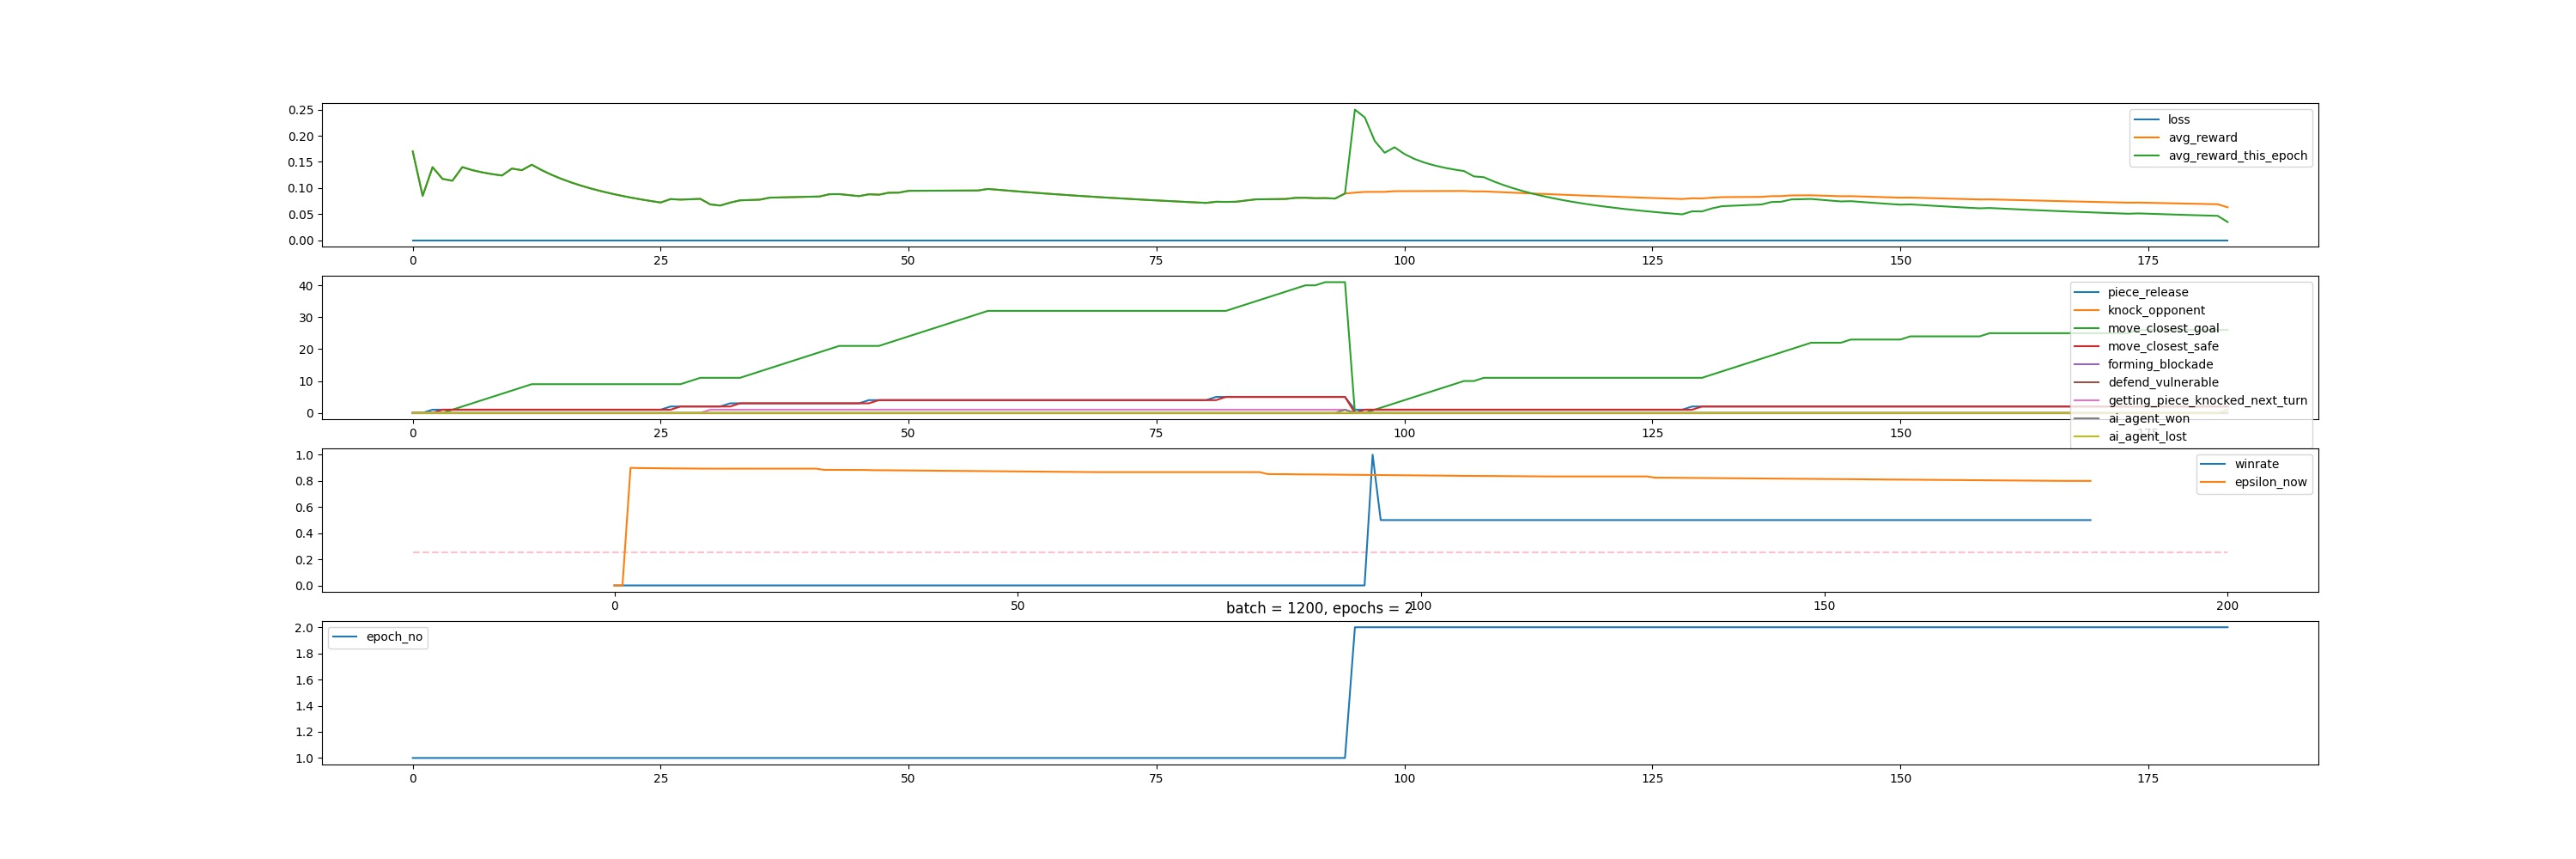 0.25
0.20
0.15
0.10
0.05
0.00
loss
avg_reward
avg_reward_this_epoch
0 25 50 75 100 125 150 175
40
30
20
10
0
piece_release
knock_opponent
move_closest_goal
move_closest_safe
forming_blockade
defend_vulnerable
getting_piece_knocked_next_turn
ai_agent_won
ai_agent_lost
0 25 50 75 100 125 150 175
1.0
0.8
0.6
0.4
0.2
0.0
winrate
epsilon_now
0 50 100 150 200
batch = 1200, epochs = 2
2.0
1.8
1.6
1.4
1.2
1.0
epoch_no
0 25 50 75 100 125 150 175